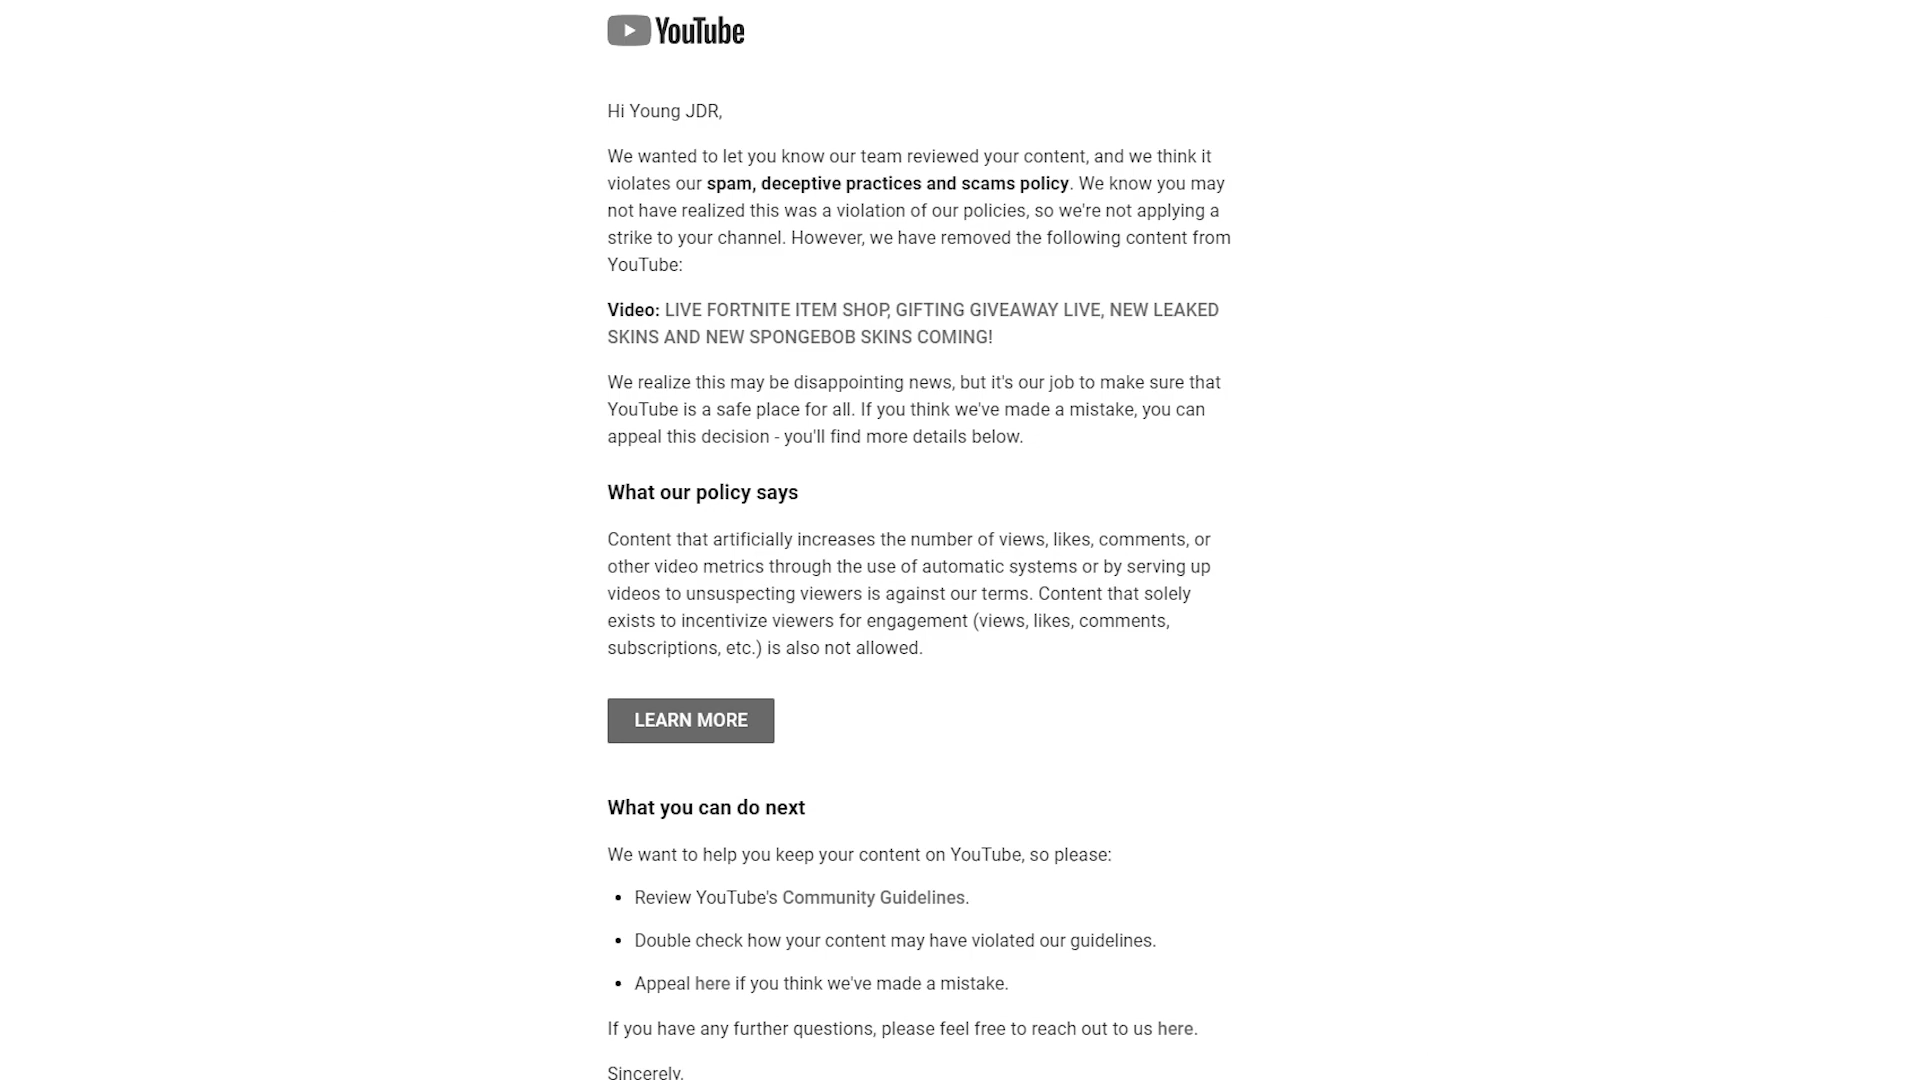 YouTube
Hi Young JDR,
We wanted to let you know our team reviewed your content, and we think it
violates our spam, deceptive practices and scams policy. We know you may
not have realized this was a violation of our policies, so we're not applying a
strike to your channel. However, we have removed the following content from
YouTube:
Video: LIVE FORTNITE ITEM SHOP, GIFTING GIVEAWAY LIVE, NEW LEAKED
SKINS AND NEW SPONGEBOB SKINS COMING!
We realize this may be disappointing news, but it's our job to make sure that
YouTube is a safe place for all. If you think we've made a mistake, you can
appeal this decision - you'll find more details below.
What our policy says
Content that artificially increases the number of views, likes, comments, or
other video metrics through the use of automatic systems or by serving up
videos to unsuspecting viewers is against our terms. Content that solely
exists to incentivize viewers for engagement (views, likes, comments,
subscriptions, etc.) is also not allowed.
LEARN MORE
What you can do next
We want to help you keep your content on YouTube, so please:
• Review YouTube's Community Guidelines.
• Double check how your content may have violated our guidelines.
• Appeal here if you think we've made a mistake.
If you have any further questions, please feel free to reach out to us here.
Sincerely,